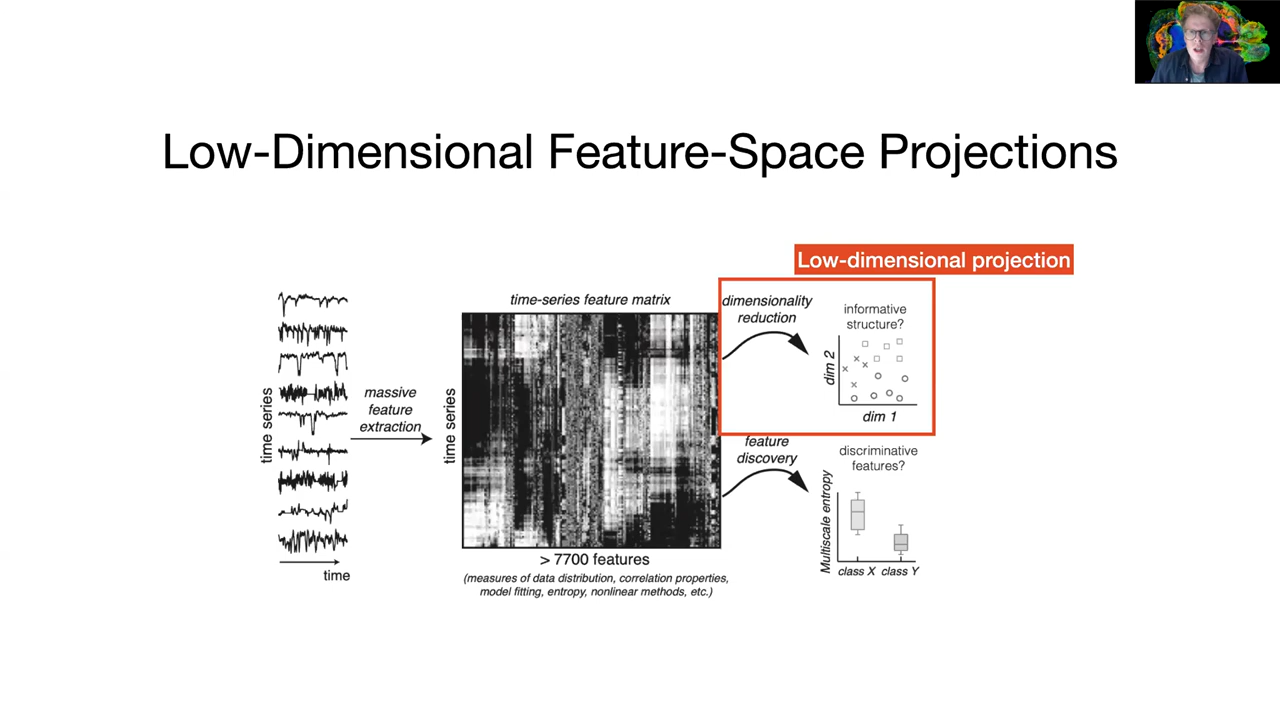 Low-Dimensional Feature-Space Projections
Low-dimensional projection
time series
time
massive
feature
extraction
time-series feature matrix
time series
> 7700 features
(measures of data distribution, correlation properties,
model fitting, entropy, nonlinear methods, etc.)
dimensionality
reduction
informative
structure?
dim 2
dim 1
feature
discovery
discriminative
features?
Multiscale entropy
class X class Y